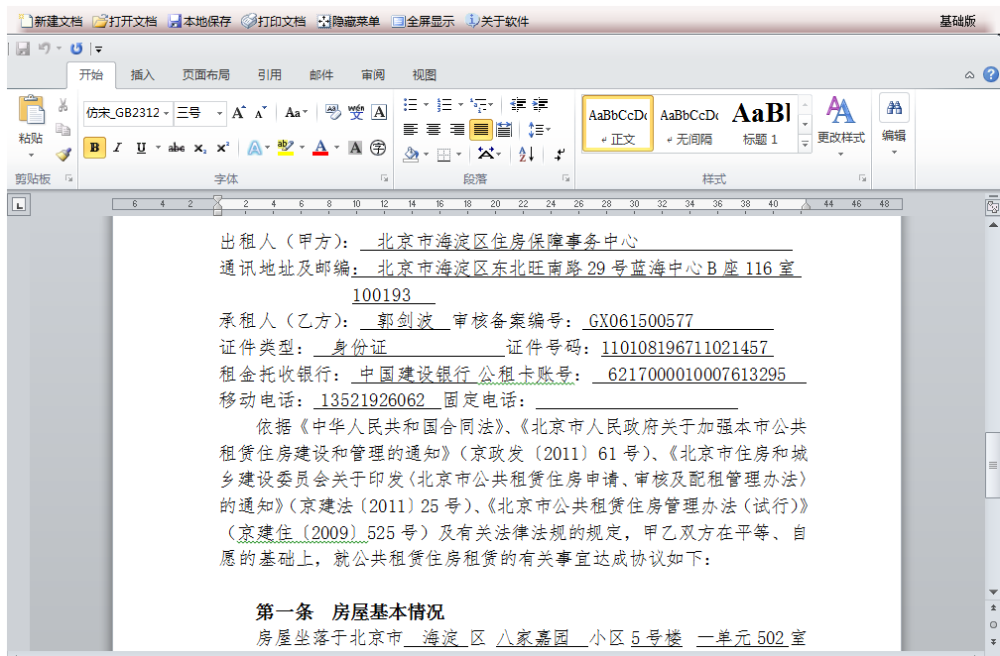 新建文档 打开文档 本地保存 打印文档 隐藏菜单 全屏显示 关于软件 基础版
开始 插入 页面布局 引用 邮件 审阅 视图
仿宋_GB2312 三号
粘贴
B I U abc X₂ X² A
AaBbCcDc AaBbCcDc AaBl
正文 无间隔 标题 1
更改样式 编辑
剪贴板 字体 段落 样式
6 4 2 2 4 6 8 10 12 14 16 18 20 22 24 26 28 30 32 34 36 38 40 44 46 48
出租人（甲方）： 北京市海淀区住房保障事务中心
通讯地址及邮编： 北京市海淀区东北旺南路 29 号蓝海中心 B 座 116 室
100193
承租人（乙方）： 郭剑波 审核备案编号： GX061500577
证件类型： 身份证 证件号码：110108196711021457
租金托收银行： 中国建设银行 公租卡账号： 6217000010007613295
移动电话： 13521926062 固定电话：
依据《中华人民共和国合同法》、《北京市人民政府关于加强本市公共
租赁住房建设和管理的通知》（京政发〔2011〕61 号）、《北京市住房和城
乡建设委员会关于印发〈北京市公共租赁住房申请、审核及配租管理办法〉
的通知》（京建法〔2011〕25 号）、《北京市公共租赁住房管理办法（试行）》
（京建住〔2009〕525 号）及有关法律法规的规定，甲乙双方在平等、自
愿的基础上，就公共租赁住房租赁的有关事宜达成协议如下：
第一条 房屋基本情况
房屋坐落于北京市 海淀 区 八家嘉园 小区 5 号楼 一单元 502 室